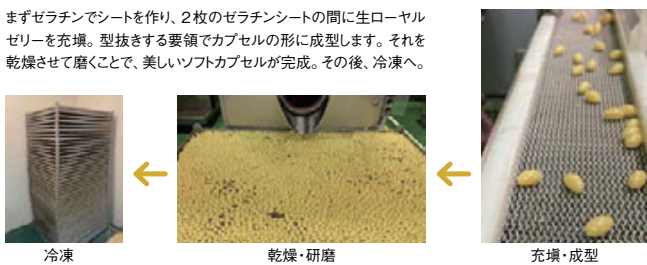 まずゼラチンでシートを作り、２枚のゼラチンシートの間に生ローヤル
ゼリーを充塡。型抜きする要領でカプセルの形に成型します。それを
乾燥させて磨くことで、美しいソフトカプセルが完成。その後、冷凍へ。
冷凍
乾燥・研磨
充塡・成型